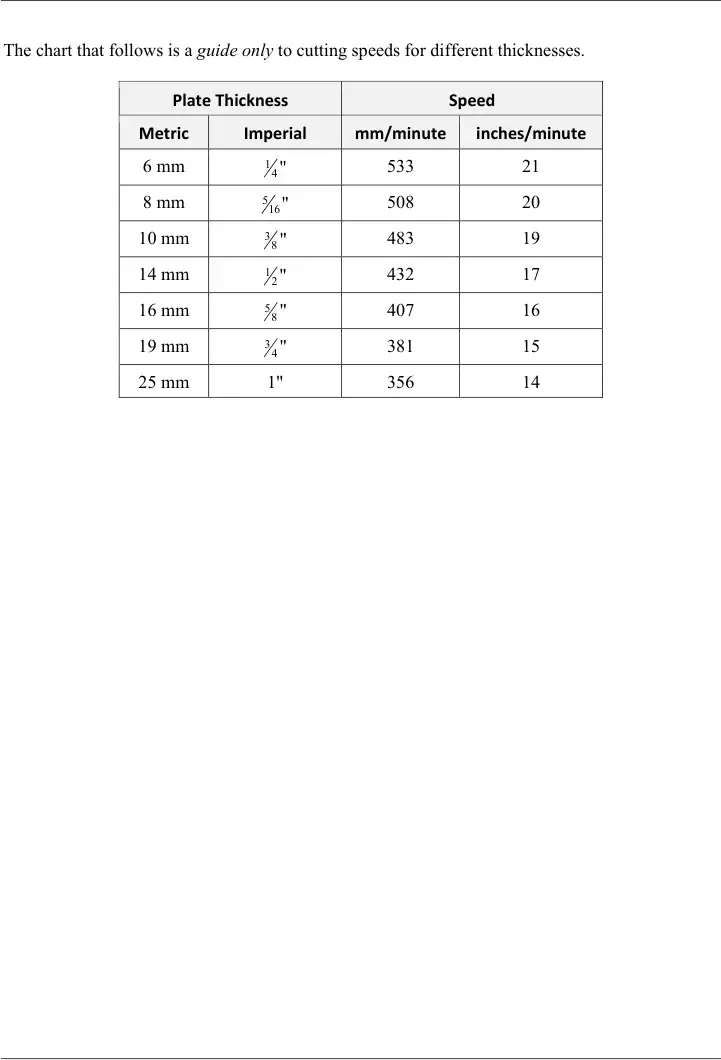 The chart that follows is a guide only to cutting speeds for different thicknesses.
Plate Thickness Speed
Metric Imperial mm/minute inches/minute
6 mm 1/4" 533 21
8 mm 5/16" 508 20
10 mm 3/8" 483 19
14 mm 1/2" 432 17
16 mm 5/8" 407 16
19 mm 3/4" 381 15
25 mm 1" 356 14